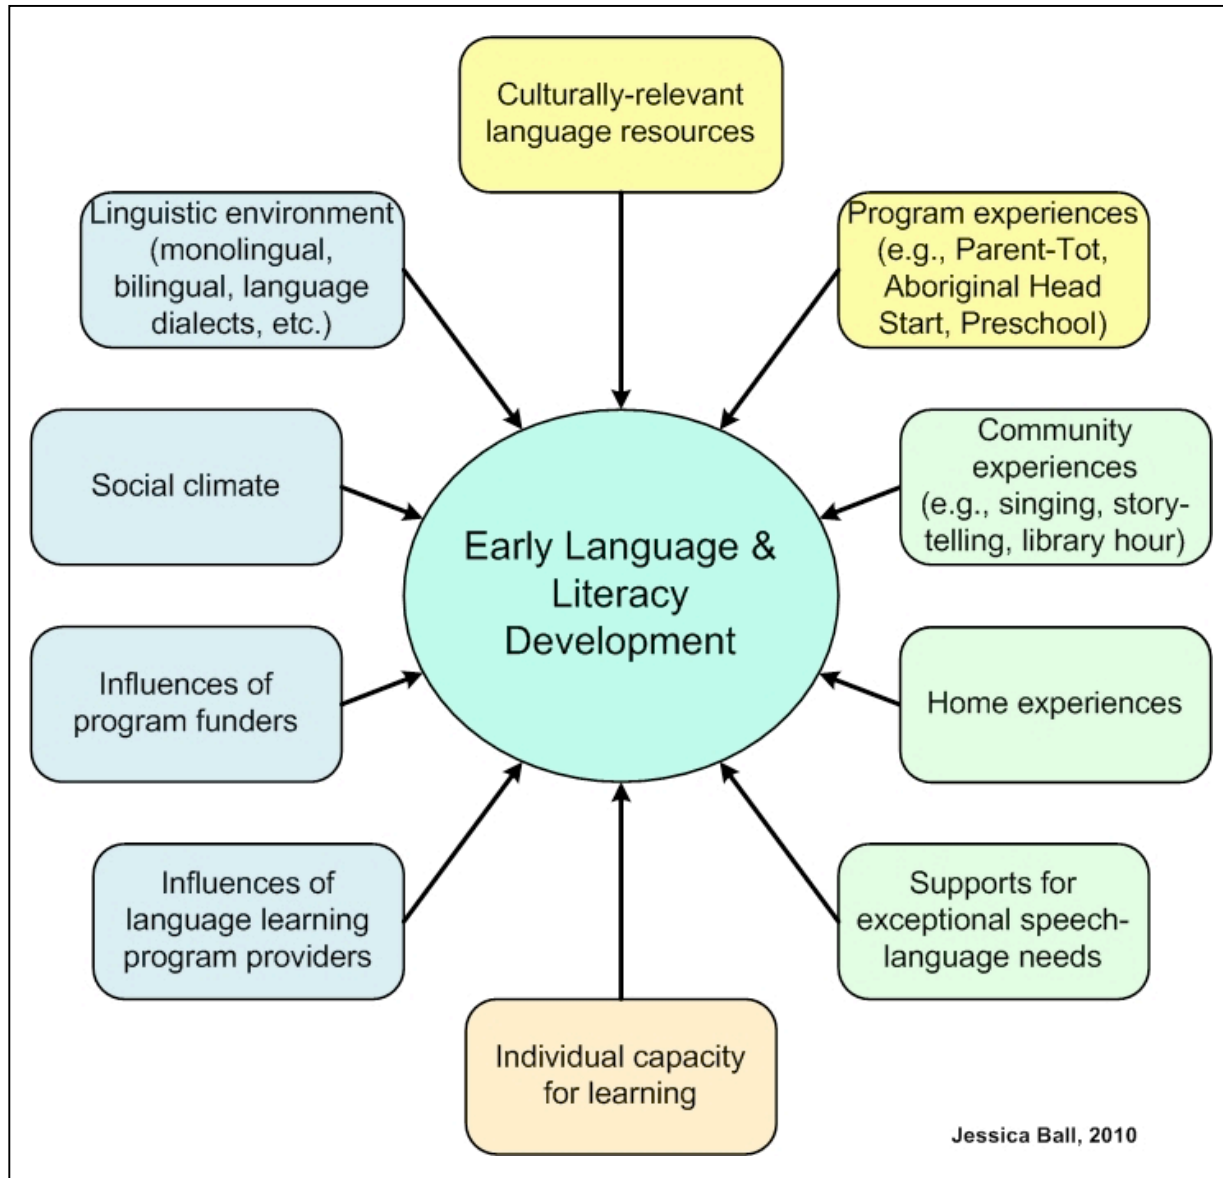 Culturally-relevant
language resources
Linguistic environment
(monolingual,
bilingual, language
dialects, etc.)
Program experiences
(e.g., Parent-Tot,
Aboriginal Head
Start, Preschool)
Social climate
Community
experiences
(e.g., singing, story-
telling, library hour)
Early Language &
Literacy
Development
Influences of
program funders
Home experiences
Influences of
language learning
program providers
Supports for
exceptional speech-
language needs
Individual capacity
for learning
Jessica Ball, 2010